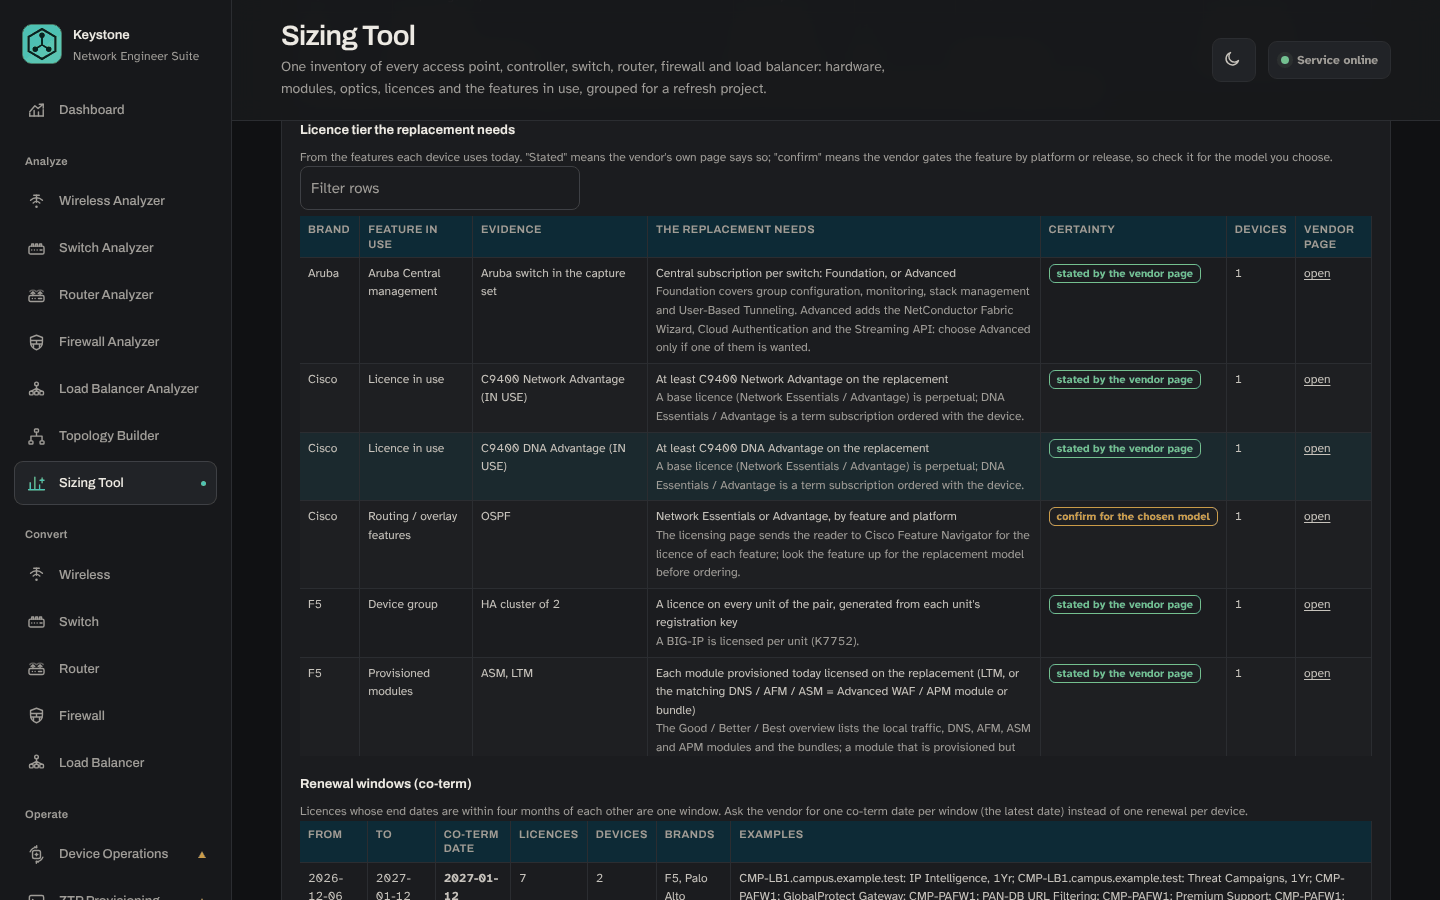 Keystone
Network Engineer Suite
Dashboard
Analyze
Wireless Analyzer
Switch Analyzer
Router Analyzer
Firewall Analyzer
Load Balancer Analyzer
Topology Builder
Sizing Tool
Convert
Wireless
Switch
Router
Firewall
Load Balancer
Operate
Device Operations
ZTP Provisioning
Sizing Tool
One inventory of every access point, controller, switch, router, firewall and load balancer: hardware,
modules, optics, licences and the features in use, grouped for a refresh project.
Service online
Licence tier the replacement needs
From the features each device uses today. "Stated" means the vendor's own page says so; "confirm" means the vendor gates the feature by platform or release, so check it for the model you choose.
Filter rows
BRAND FEATURE IN USE EVIDENCE THE REPLACEMENT NEEDS CERTAINTY DEVICES VENDOR PAGE
Aruba
Aruba Central
management
Aruba switch in the capture
set
Central subscription per switch: Foundation, or Advanced
Foundation covers group configuration, monitoring, stack management
and User-Based Tunneling. Advanced adds the NetConductor Fabric
Wizard, Cloud Authentication and the Streaming API: choose Advanced
only if one of them is wanted.
stated by the vendor page
1
open
Cisco
Licence in use
C9400 Network Advantage
(IN USE)
At least C9400 Network Advantage on the replacement
A base licence (Network Essentials / Advantage) is perpetual; DNA
Essentials / Advantage is a term subscription ordered with the device.
stated by the vendor page
1
open
Cisco
Licence in use
C9400 DNA Advantage (IN
USE)
At least C9400 DNA Advantage on the replacement
A base licence (Network Essentials / Advantage) is perpetual; DNA
Essentials / Advantage is a term subscription ordered with the device.
stated by the vendor page
1
open
Cisco
Routing / overlay
features
OSPF
Network Essentials or Advantage, by feature and platform
The licensing page sends the reader to Cisco Feature Navigator for the
licence of each feature; look the feature up for the replacement model
before ordering.
confirm for the chosen model
1
open
F5
Device group
HA cluster of 2
A licence on every unit of the pair, generated from each unit's
registration key
A BIG-IP is licensed per unit (K7752).
stated by the vendor page
1
open
F5
Provisioned
modules
ASM, LTM
Each module provisioned today licensed on the replacement (LTM, or
the matching DNS / AFM / ASM = Advanced WAF / APM module or
bundle)
The Good / Better / Best overview lists the local traffic, DNS, AFM, ASM
and APM modules and the bundles; a module that is provisioned but
stated by the vendor page
1
open
Renewal windows (co-term)
Licences whose end dates are within four months of each other are one window. Ask the vendor for one co-term date per window (the latest date) instead of one renewal per device.
FROM TO CO-TERM DATE LICENCES DEVICES BRANDS EXAMPLES
2026-
12-06
2027-
01-12
2027-01-
12
7
2
F5, Palo
Alto
CMP-LB1.campus.example.test: IP Intelligence, 1Yr; CMP-LB1.campus.example.test: Threat Campaigns, 1Yr; CMP-
PAFW1: GlobalProtect Gateway; CMP-PAFW1: PAN-DB URL Filtering; CMP-PAFW1: Premium Support; CMP-PAFW1: